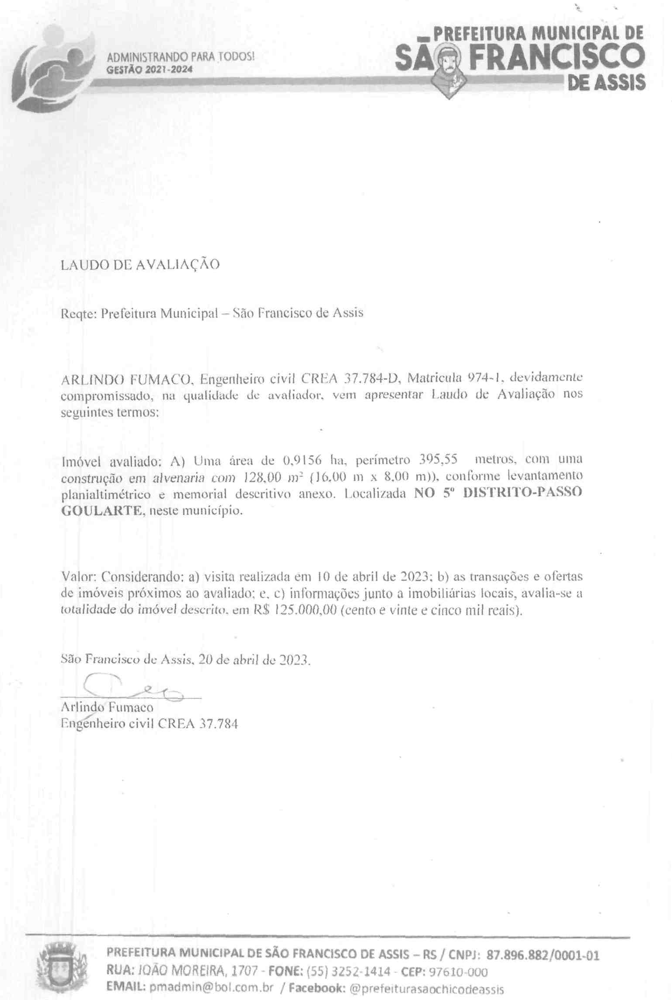 ADMINISTRANDO PARA TODOS!
GESTÃO 2021-2024
PREFEITURA MUNICIPAL DE
SÃO FRANCISCO
DE ASSIS
LAUDO DE AVALIAÇÃO
Reqte: Prefeitura Municipal – São Francisco de Assis
ARLINDO FUMACO, Engenheiro civil CREA 37.784-D, Matricula 974-1, devidamente
compromissado, na qualidade de avaliador, vem apresentar Laudo de Avaliação nos
seguintes termos:
Imóvel avaliado: A) Uma área de 0,9156 ha, perímetro 395,55 metros, com uma
construção em alvenaria com 128,00 m² (16,00 m x 8,00 m)), conforme levantamento
planialtimétrico e memorial descritivo anexo. Localizada NO 5º DISTRITO-PASSO
GOULARTE, neste município.
Valor: Considerando: a) visita realizada em 10 de abril de 2023; b) as transações e ofertas
de imóveis próximos ao avaliado; e, c) informações junto a imobiliárias locais, avalia-se a
totalidade do imóvel descrito, em R$ 125.000,00 (cento e vinte e cinco mil reais).
São Francisco de Assis, 20 de abril de 2023.
Arlindo Fumaco
Engenheiro civil CREA 37.784
PREFEITURA MUNICIPAL DE SÃO FRANCISCO DE ASSIS – RS / CNPJ: 87.896.882/0001-01
RUA: JOÃO MOREIRA, 1707 - FONE: (55) 3252-1414 - CEP: 97610-000
EMAIL: pmadmin@bol.com.br / Facebook: @prefeiturasaochicodeassis